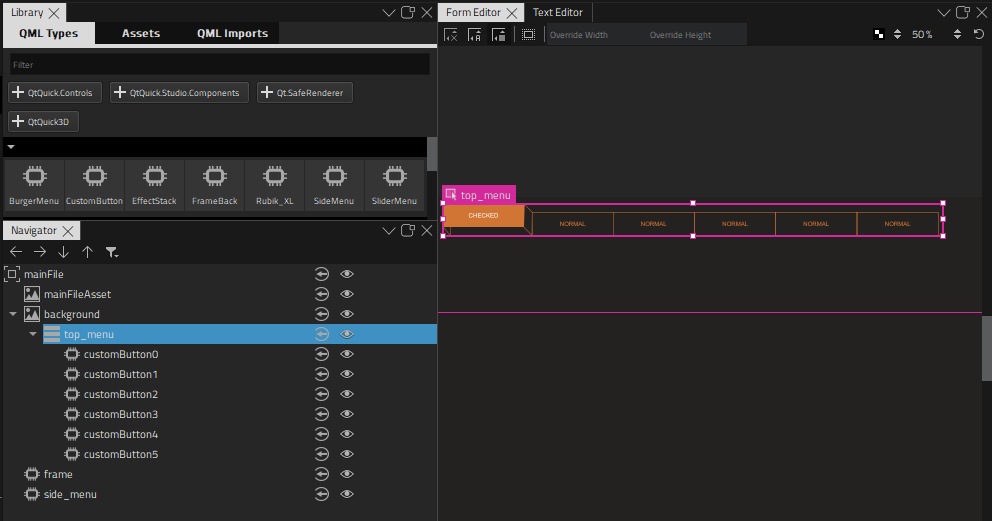 Library
QML Types Assets QML Imports
Filter
QtQuick.Controls QtQuick.Studio.Components Qt.SafeRenderer
QtQuick3D
BurgerMenu CustomButton EffectStack FrameBack Rubik_XL SideMenu SliderMenu
Navigator
mainFile
mainFileAsset
background
top_menu
customButton0
customButton1
customButton2
customButton3
customButton4
customButton5
frame
side_menu
Form Editor Text Editor
Override Width Override Height 50 %
top_menu
CHECKED NORMAL NORMAL NORMAL NORMAL NORMAL